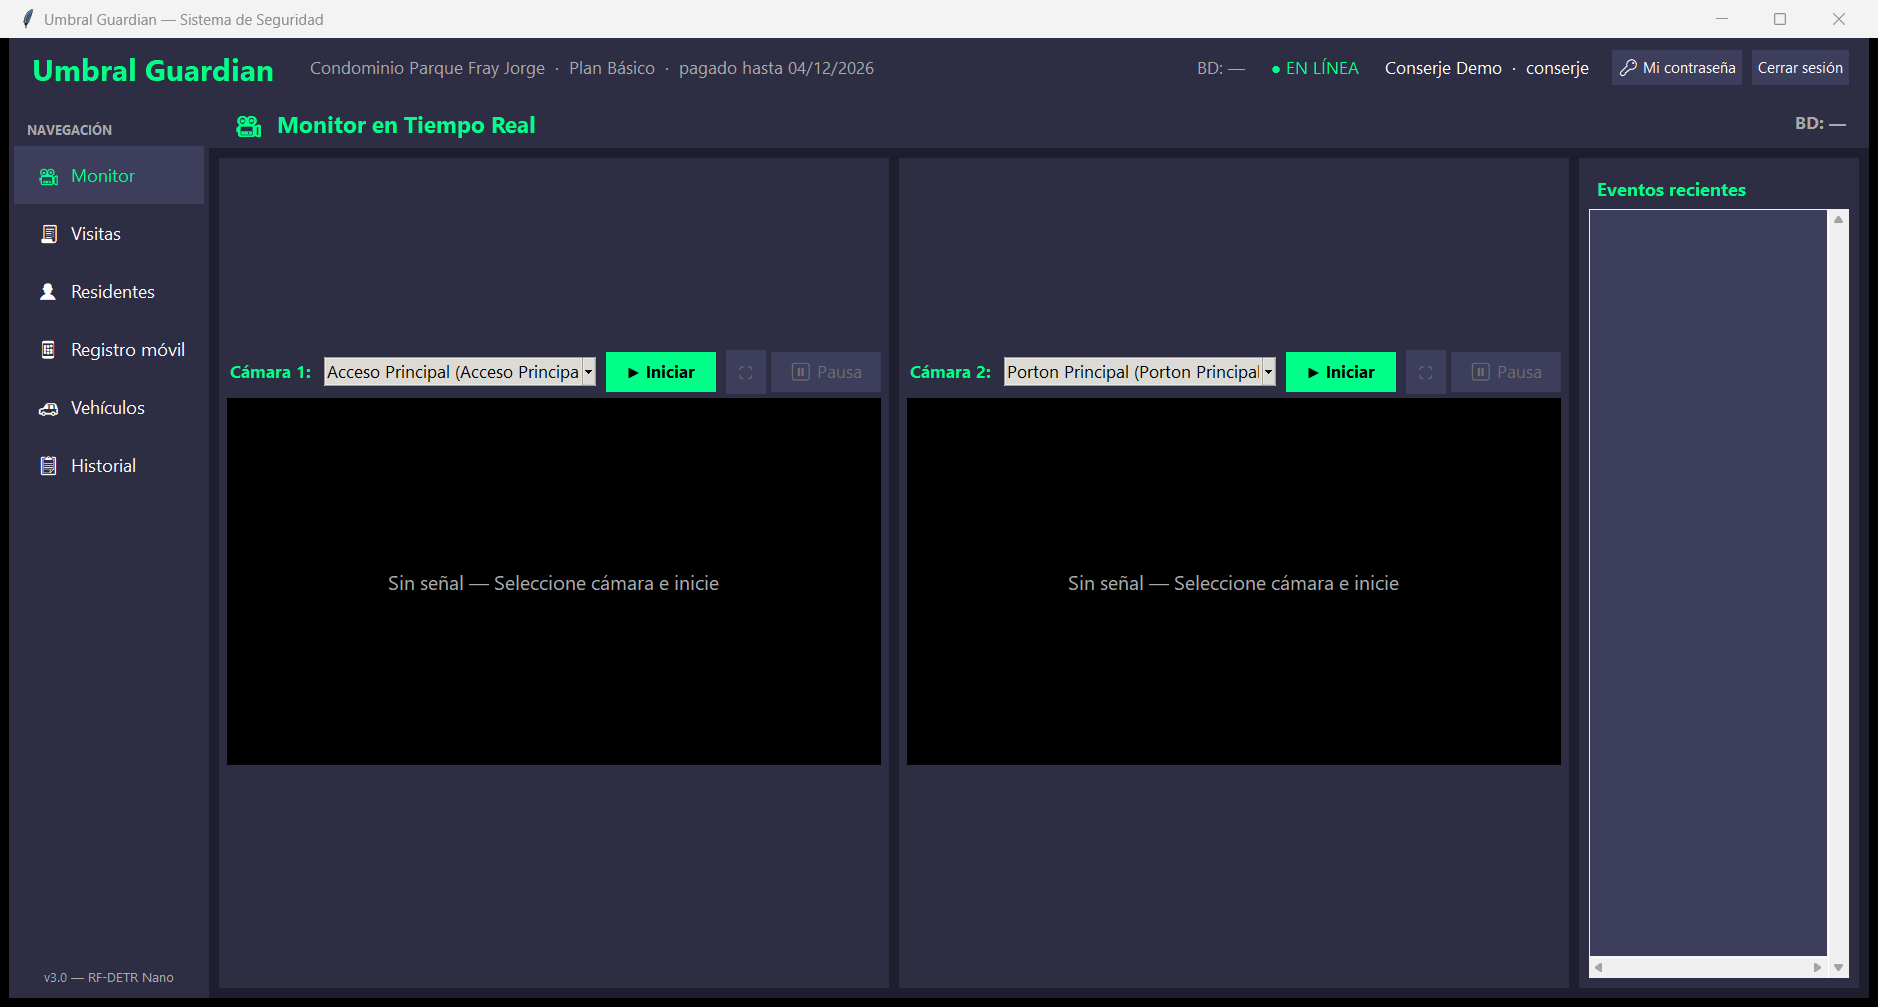 Umbral Guardian — Sistema de Seguridad
Umbral Guardian
Condominio Parque Fray Jorge · Plan Básico · pagado hasta 04/12/2026
BD: —
● EN LÍNEA
Conserje Demo · conserje
Mi contraseña
Cerrar sesión
NAVEGACIÓN
Monitor
Visitas
Residentes
Registro móvil
Vehículos
Historial
v3.0 — RF-DETR Nano
Monitor en Tiempo Real
BD: —
Cámara 1:
Acceso Principal (Acceso Principa
► Iniciar
Pausa
Sin señal — Seleccione cámara e inicie
Cámara 2:
Porton Principal (Porton Principal
► Iniciar
Pausa
Sin señal — Seleccione cámara e inicie
Eventos recientes